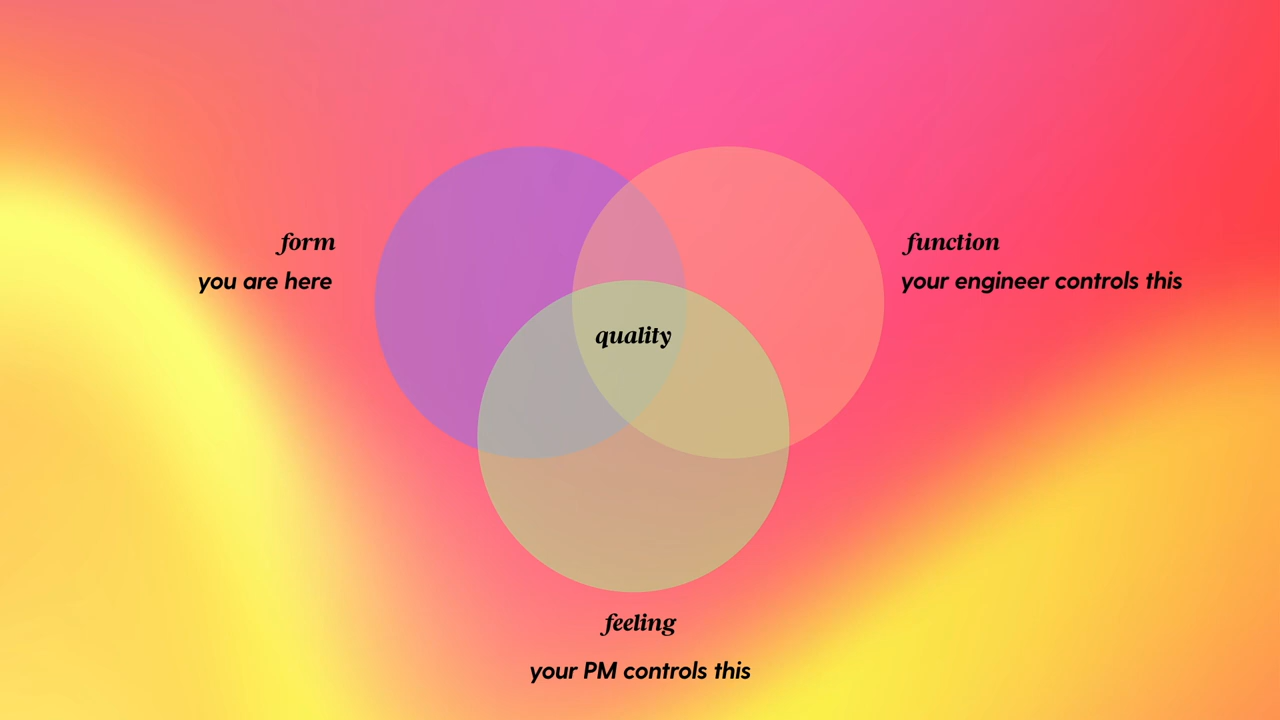 form
you are here
function
your engineer controls this
quality
feeling
your PM controls this